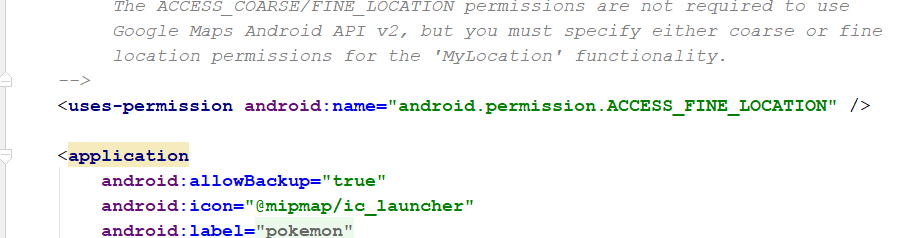 The ACCESS_COARSE/FINE_LOCATION permissions are not required to use
Google Maps Android API v2, but you must specify either coarse or fine
location permissions for the 'MyLocation' functionality.
-->
<uses-permission android:name="android.permission.ACCESS_FINE_LOCATION" />
<application
android:allowBackup="true"
android:icon="@mipmap/ic_launcher"
android:label="pokemon"